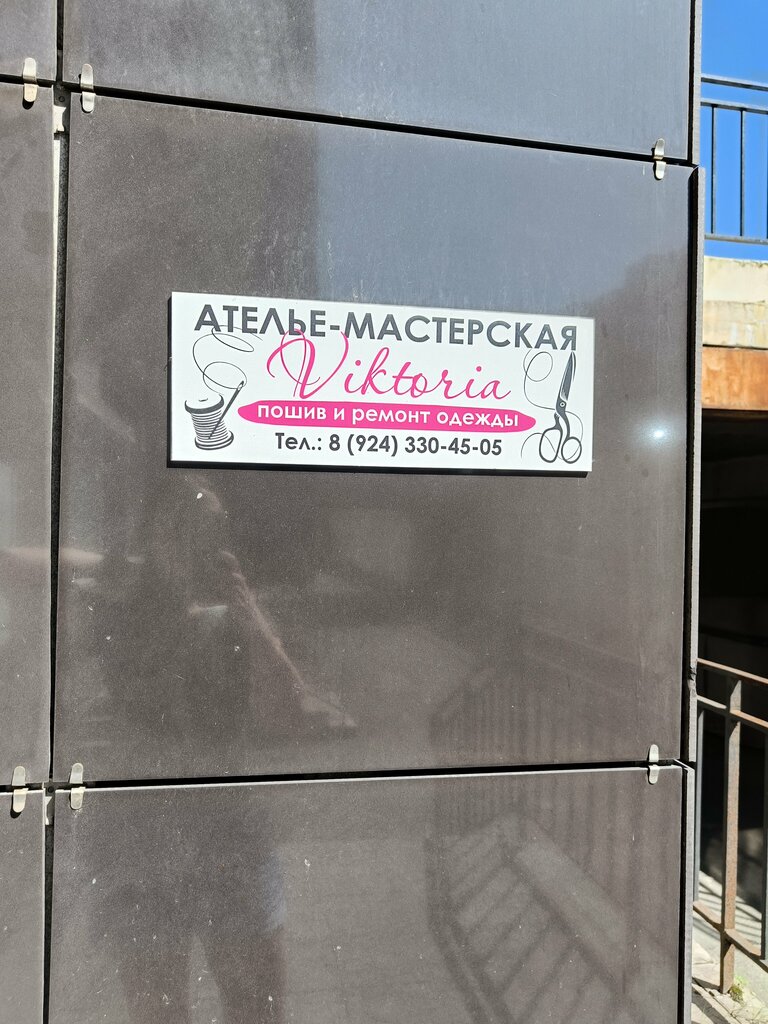 АТЕЛЬЕ-МАСТЕРСКАЯ
Viktoria
пошив и ремонт одежды
Тел.: 8 (924) 330-45-05